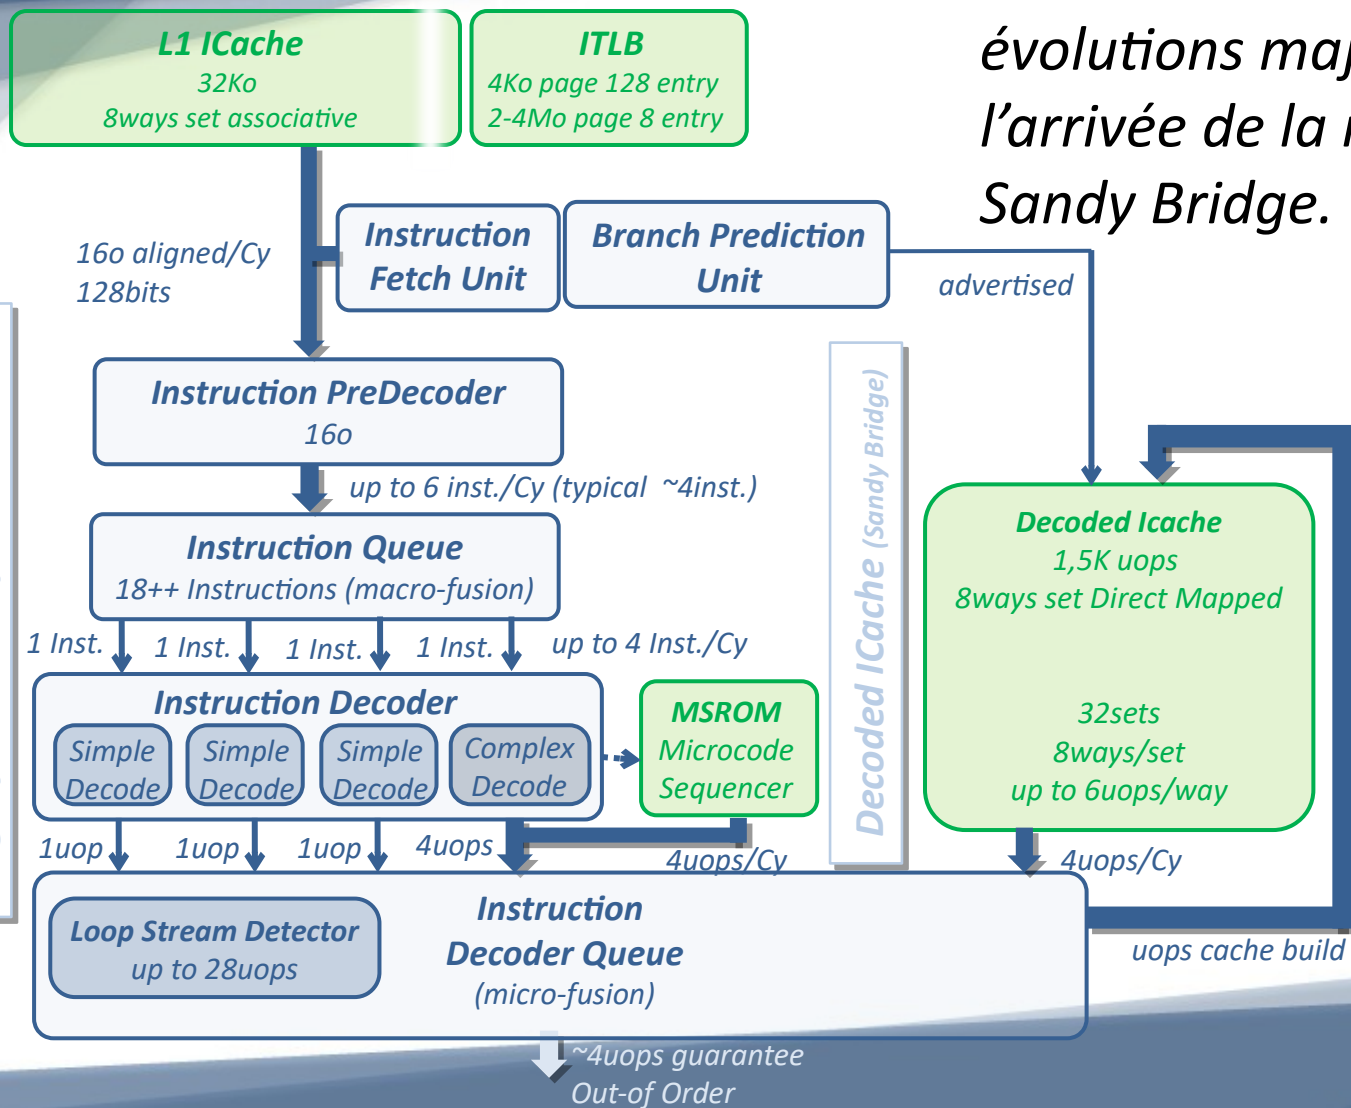 L1 ICache
32Ko
8ways set associative
ITLB
4Ko page 128 entry
2-4Mo page 8 entry
évolutions maj
l’arrivée de la
Sandy Bridge.
16o aligned/Cy
128bits
Instruction
Fetch Unit
Branch Prediction
Unit
advertised
Instruction PreDecoder
16o
up to 6 inst./Cy (typical ~4inst.)
Instruction Queue
18++ Instructions (macro-fusion)
1 Inst.
1 Inst.
1 Inst.
1 Inst.
up to 4 Inst./Cy
Instruction Decoder
Simple
Decode
Simple
Decode
Simple
Decode
Complex
Decode
MSROM
Microcode
Sequencer
Decoded ICache (Sandy Bridge)
Decoded Icache
1,5K uops
8ways set Direct Mapped
32sets
8ways/set
up to 6uops/way
1uop
1uop
1uop
4uops
4uops/Cy
4uops/Cy
Loop Stream Detector
up to 28uops
Instruction
Decoder Queue
(micro-fusion)
uops cache build
~4uops guarantee
Out-of Order